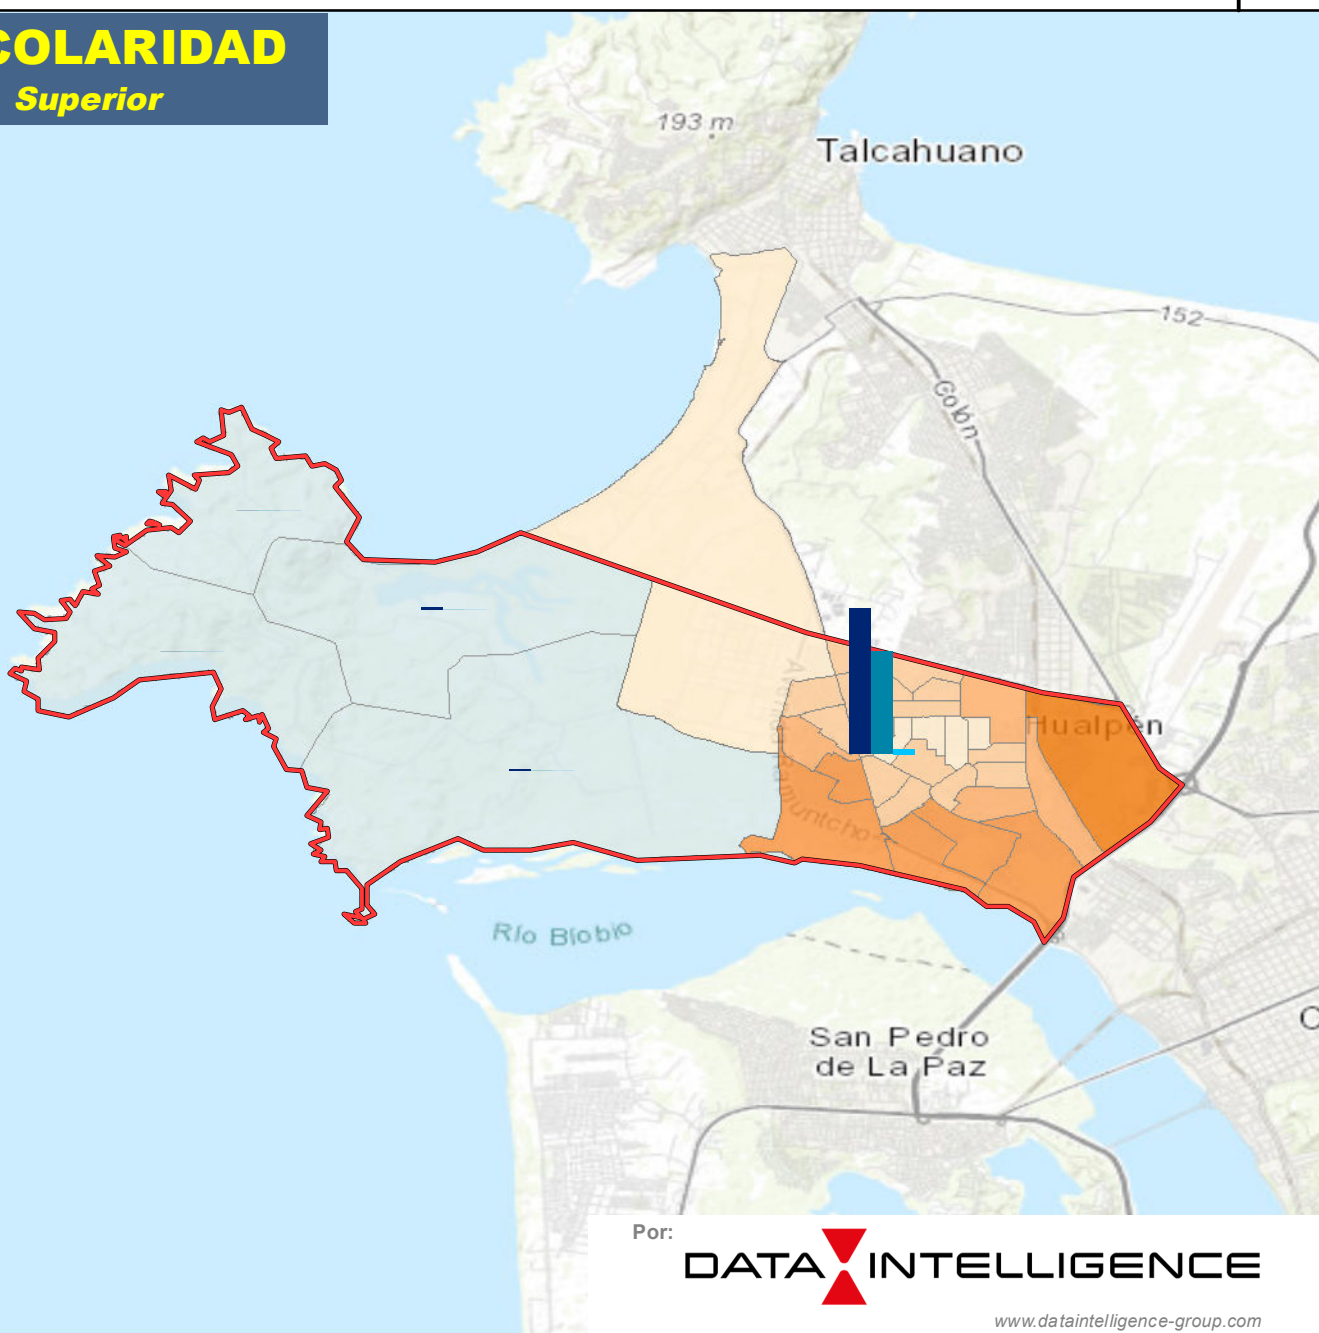 COLARIDAD
Superior
193 m
Talcahuano
152
Colón
Hualpén
Río Bíobío
San Pedro
de La Paz
Por:
DATA INTELLIGENCE
www.dataintelligence-group.com